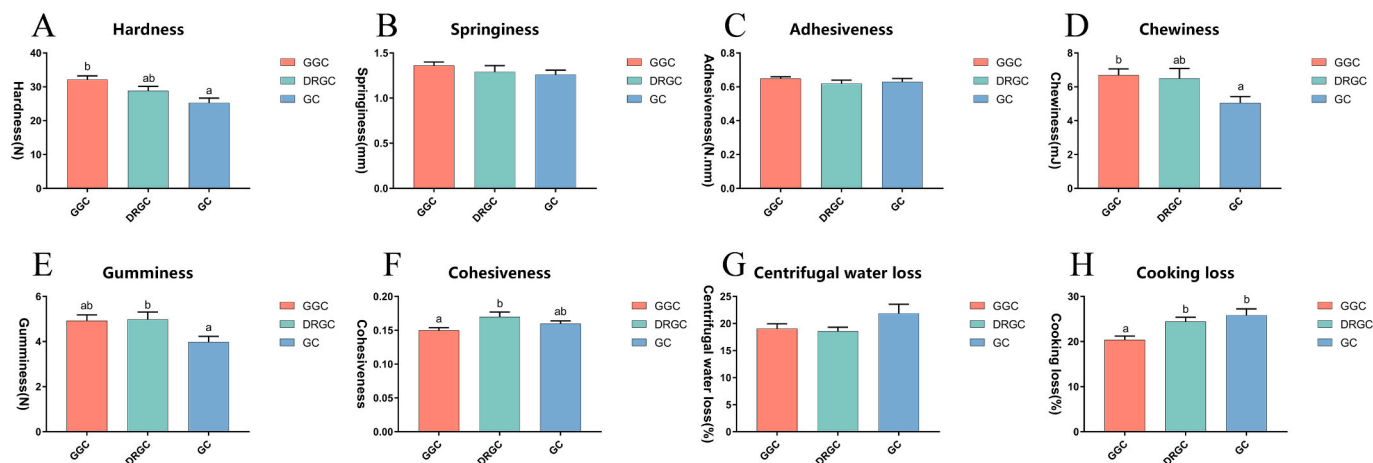 A
Hardness
Hardness(N)
40
30
20
10
0
b
ab
a
GGC
DRGC
GC
GGC
DRGC
GC
B
Springiness
Springiness(mm)
1.5
1.0
0.5
0.0
GGC
DRGC
GC
GGC
DRGC
GC
C
Adhesiveness
Adhesiveness(N.mm)
0.8
0.6
0.4
0.2
0.0
GGC
DRGC
GC
GGC
DRGC
GC
D
Chewiness
Chewiness(mJ)
8
6
4
2
0
b
ab
a
GGC
DRGC
GC
GGC
DRGC
GC
E
Gumminess
Gumminess(N)
6
4
2
0
ab
b
a
GGC
DRGC
GC
GGC
DRGC
GC
F
Cohesiveness
Cohesiveness
0.20
0.15
0.10
0.05
0.00
a
b
ab
GGC
DRGC
GC
GGC
DRGC
GC
G
Centrifugal water loss
Centrifugal water loss(%)
25
20
15
10
5
0
GGC
DRGC
GC
GGC
DRGC
GC
H
Cooking loss
Cooking loss(%)
30
20
10
0
a
b
b
GGC
DRGC
GC
GGC
DRGC
GC